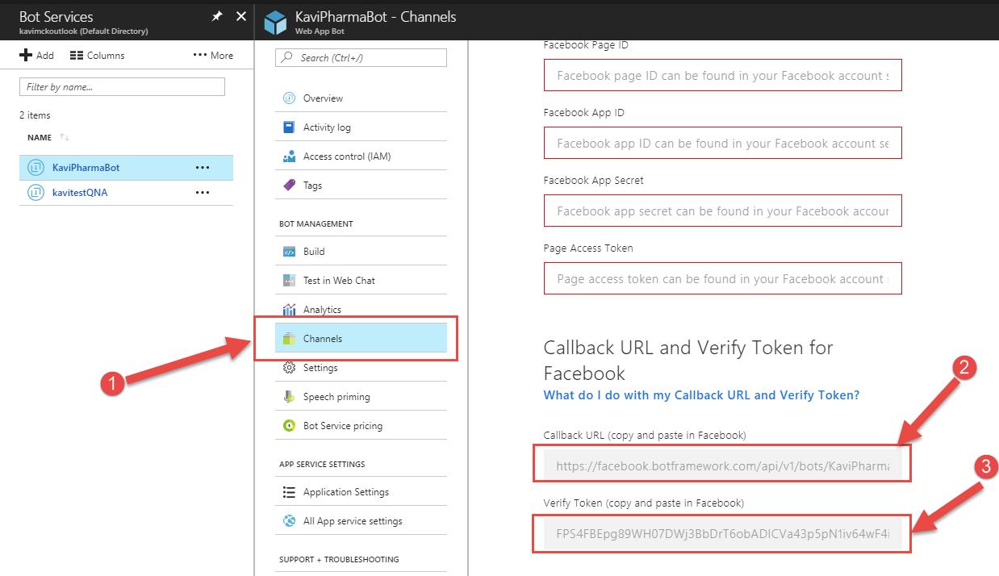 Bot Services
kavimckoutlook (Default Directory)
Add
Columns
More
Filter by name...
2 items
NAME
KaviPharmaBot
kavitestQNA
KaviPharmaBot - Channels
Web App Bot
Search (Ctrl+/)
Overview
Activity log
Access control (IAM)
Tags
BOT MANAGEMENT
Build
Test in Web Chat
Analytics
Channels
Settings
Speech priming
Bot Service pricing
APP SERVICE SETTINGS
Application Settings
All App service settings
SUPPORT + TROUBLESHOOTING
1
Facebook Page ID
Facebook page ID can be found in your Facebook account s
Facebook App ID
Facebook app ID can be found in your Facebook account se
Facebook App Secret
Facebook app secret can be found in your Facebook accour
Page Access Token
Page access token can be found in your Facebook account
Callback URL and Verify Token for
Facebook
What do I do with my Callback URL and Verify Token?
2
Callback URL (copy and paste in Facebook)
https://facebook.botframework.com/api/v1/bots/KaviPharma
3
Verify Token (copy and paste in Facebook)
FPS4FBEpg89WH07DWj3BbDrT6obADICVa43p5pN1iv64wF4i